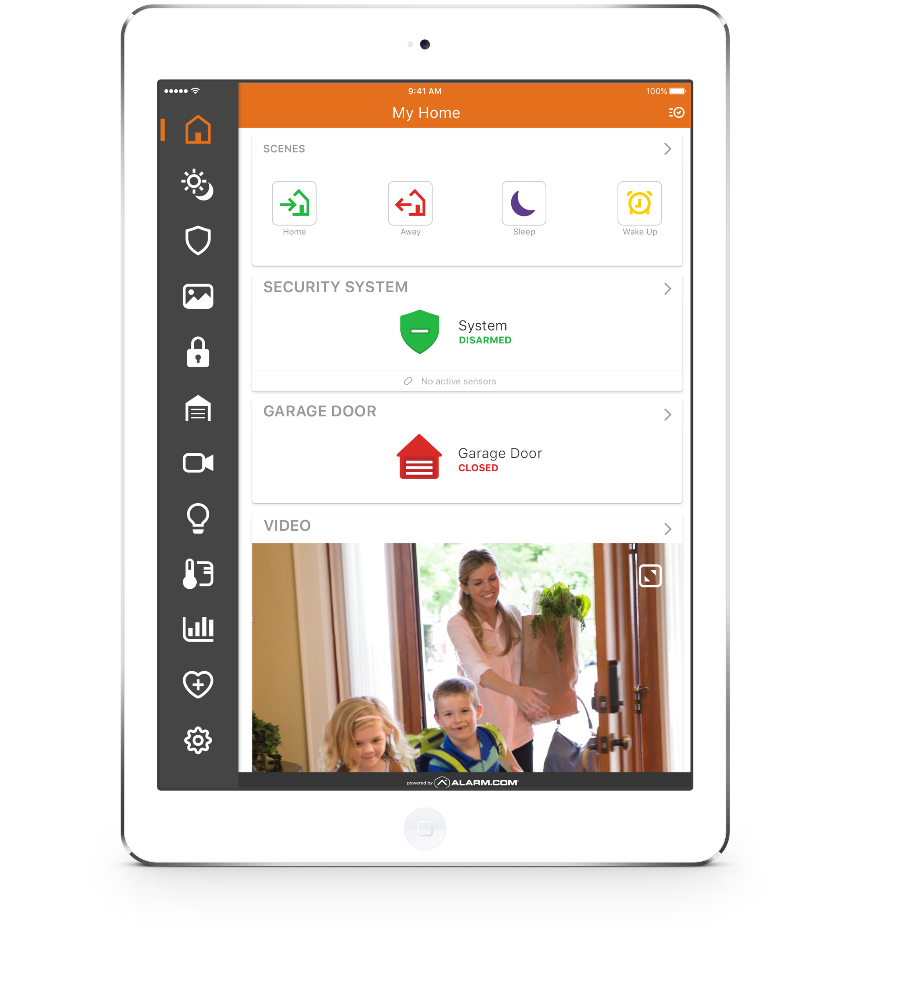 9:41 AM
100%
My Home
SCENES
Home
Away
Sleep
Wake Up
SECURITY SYSTEM
System
DISARMED
No active sensors
GARAGE DOOR
Garage Door
CLOSED
VIDEO
powered by ALARM.COM